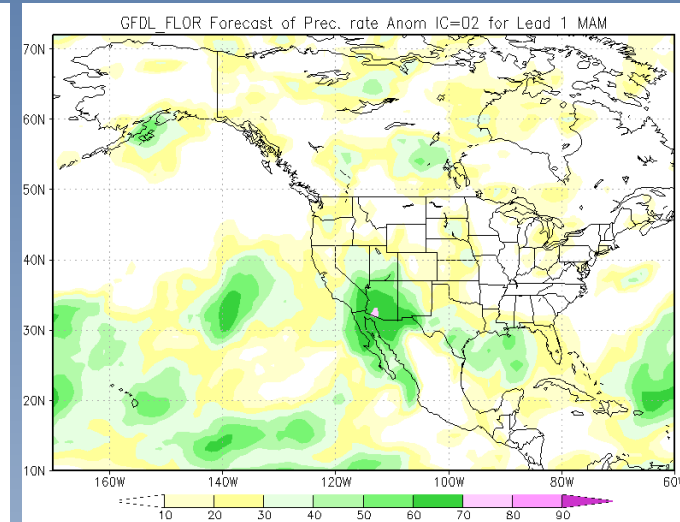 GFDL_FLOR Forecast of Prec. rate Anom IC=02 for Lead 1 MAM
70N
60N
50N
40N
30N
20N
10N
160W 140W 120W 100W 80W 60W
10 20 30 40 50 60 70 80 90